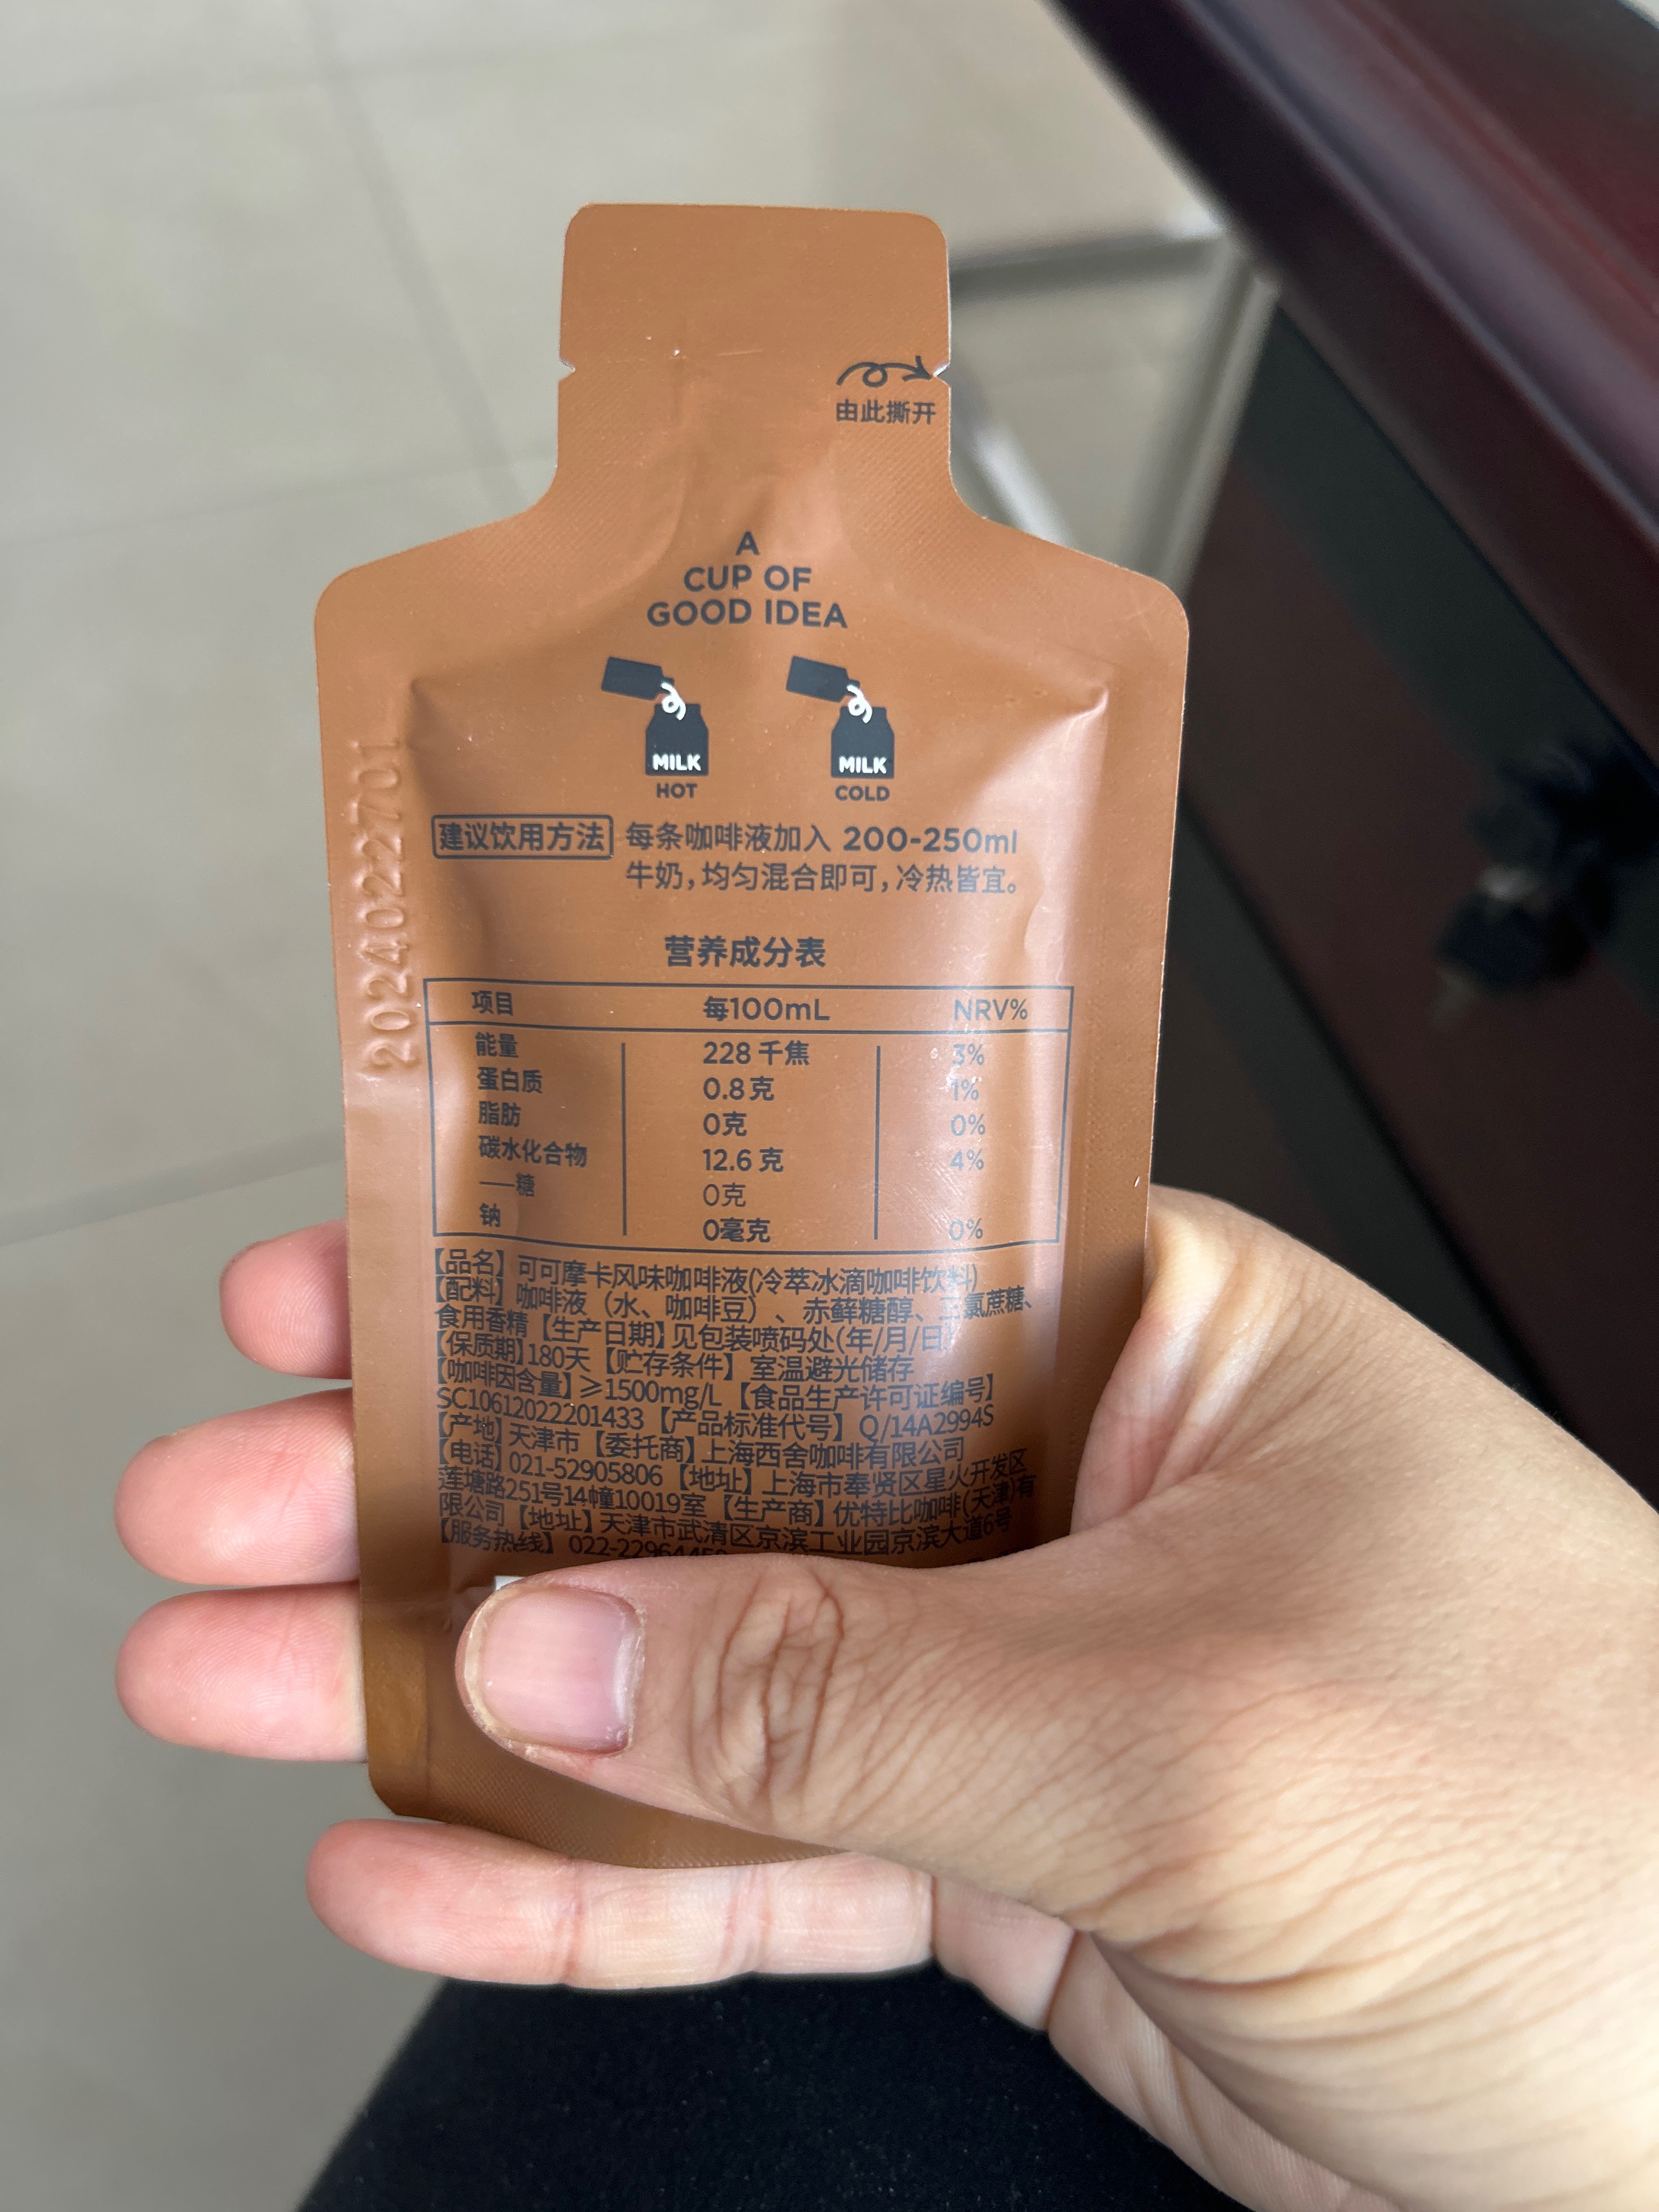 由此撕开
A
CUP OF
GOOD IDEA
MILK MILK
HOT COLD
建议饮用方法 每条咖啡液加入 200-250ml
牛奶,均匀混合即可,冷热皆宜。
2024022701
营养成分表
项目 每100mL NRV%
能量 228千焦 3%
蛋白质 0.8克 1%
脂肪 0克 0%
碳水化合物 12.6克 4%
——糖 0克
钠 0毫克 0%
【品名】可可摩卡风味咖啡液(冷萃冰滴咖啡饮料)
【配料】咖啡液(水、咖啡豆)、赤藓糖醇、三氯蔗糖、
食用香精【生产日期】见包装喷码处(年/月/日)
【保质期】180天【贮存条件】室温避光储存
【咖啡因含量】≥1500mg/L【食品生产许可证编号】
SC10612022201433【产品标准代号】Q/14A2994S
【产地】天津市【委托商】上海西舍咖啡有限公司
【电话】021-52905806【地址】上海市奉贤区星火开发区
莲塘路251号14幢10019室【生产商】优特比咖啡(天津)有
限公司【地址】天津市武清区京滨工业园京滨大道6号
【服务热线】